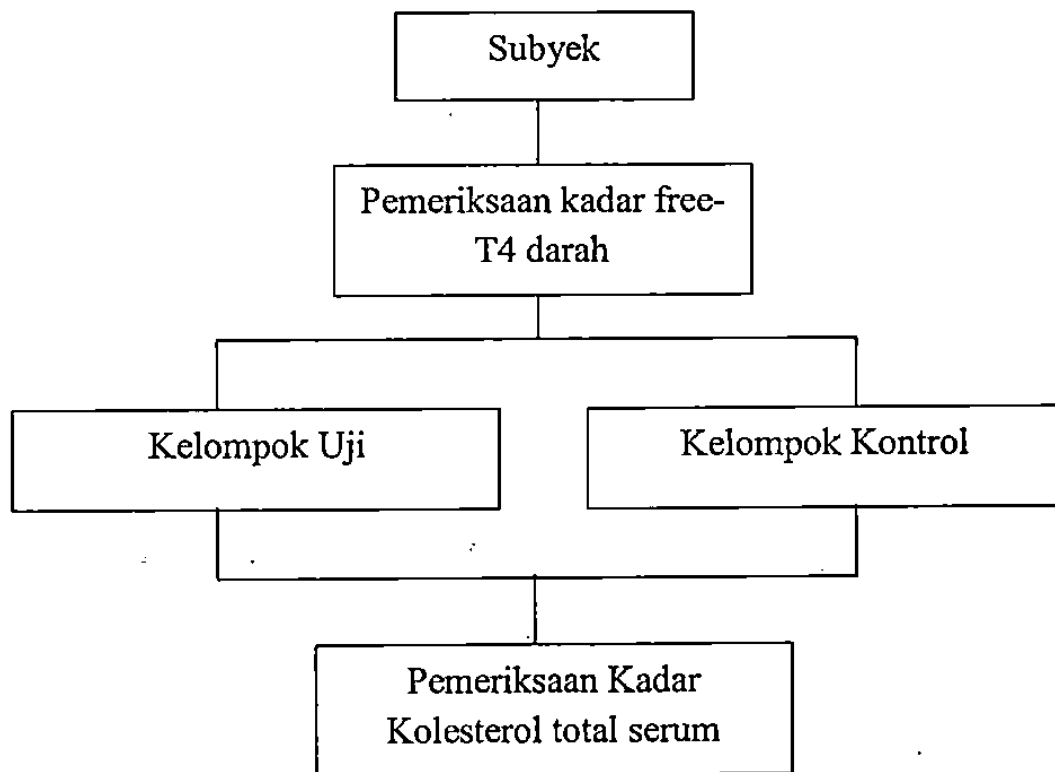 Subyek
Pemeriksaan kadar free-
T4 darah
Kelompok Uji
Kelompok Kontrol
Pemeriksaan Kadar
Kolesterol total serum